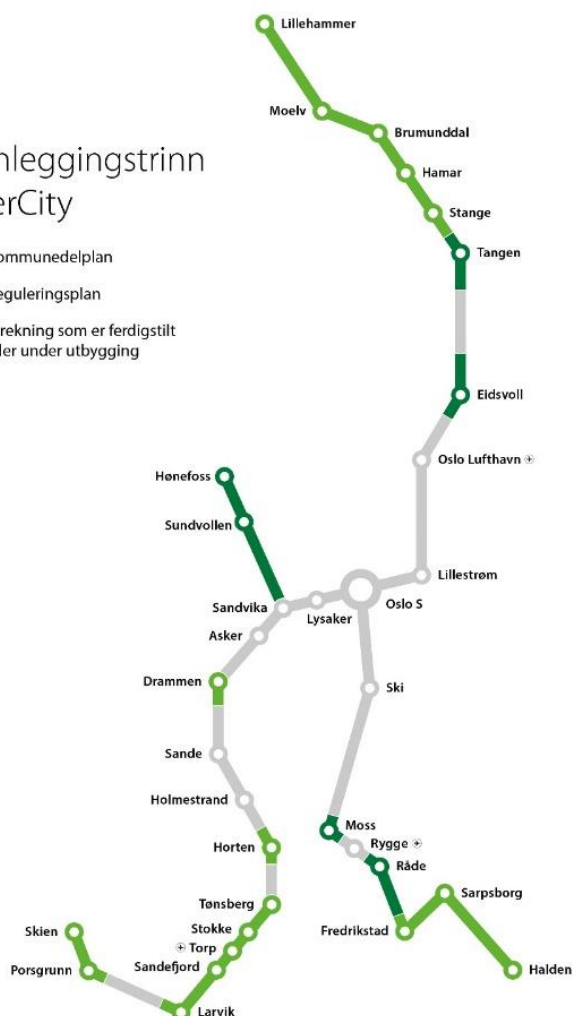 Lillehammer
Moelv
Brumunddal
nleggingstrinn
Hamar
erCity
Stange
ommunedelplan
Tangen
eguleringsplan
rekning som er ferdigstilt
ler under utbygging
Eidsvoll
Oslo Lufthavn
Hønefoss
Sundvollen
Lillestrøm
Sandvika
Oslo S
Lysaker
Asker
Drammen
Ski
Sande
Holmestrand
Moss
Rygge
Horten
Råde
Sarpsborg
Tønsberg
Stokke
Skien
Fredrikstad
Torp
Sandefjord
Porsgrunn
Halden
Larvik